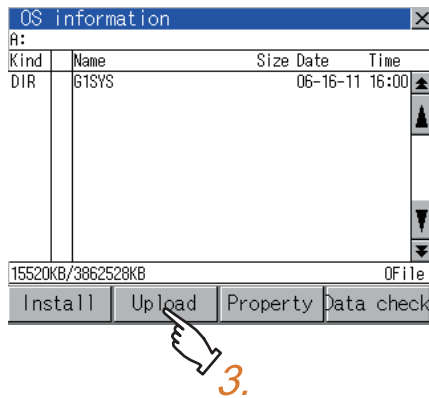 OS information
A:
Kind Name Size Date Time
DIR G1SYS 06-16-11 16:00
15520KB/3862528KB 0File
Install Upload Property Data check
3.